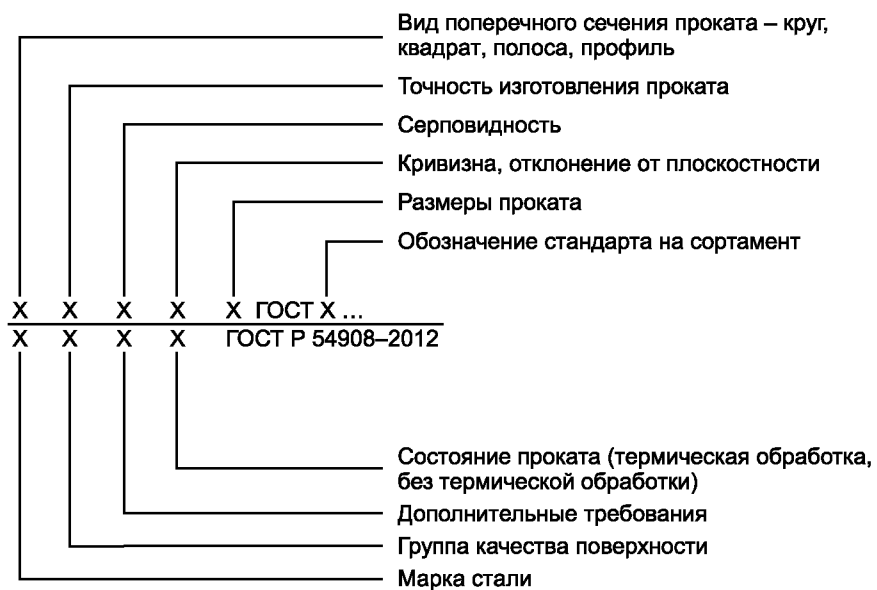 Вид поперечного сечения проката – круг,
квадрат, полоса, профиль
Точность изготовления проката
Серповидность
Кривизна, отклонение от плоскостности
Размеры проката
Обозначение стандарта на сортамент
Х Х Х Х Х ГОСТ Х ...
Х Х Х Х ГОСТ Р 54908–2012
Состояние проката (термическая обработка,
без термической обработки)
Дополнительные требования
Группа качества поверхности
Марка стали